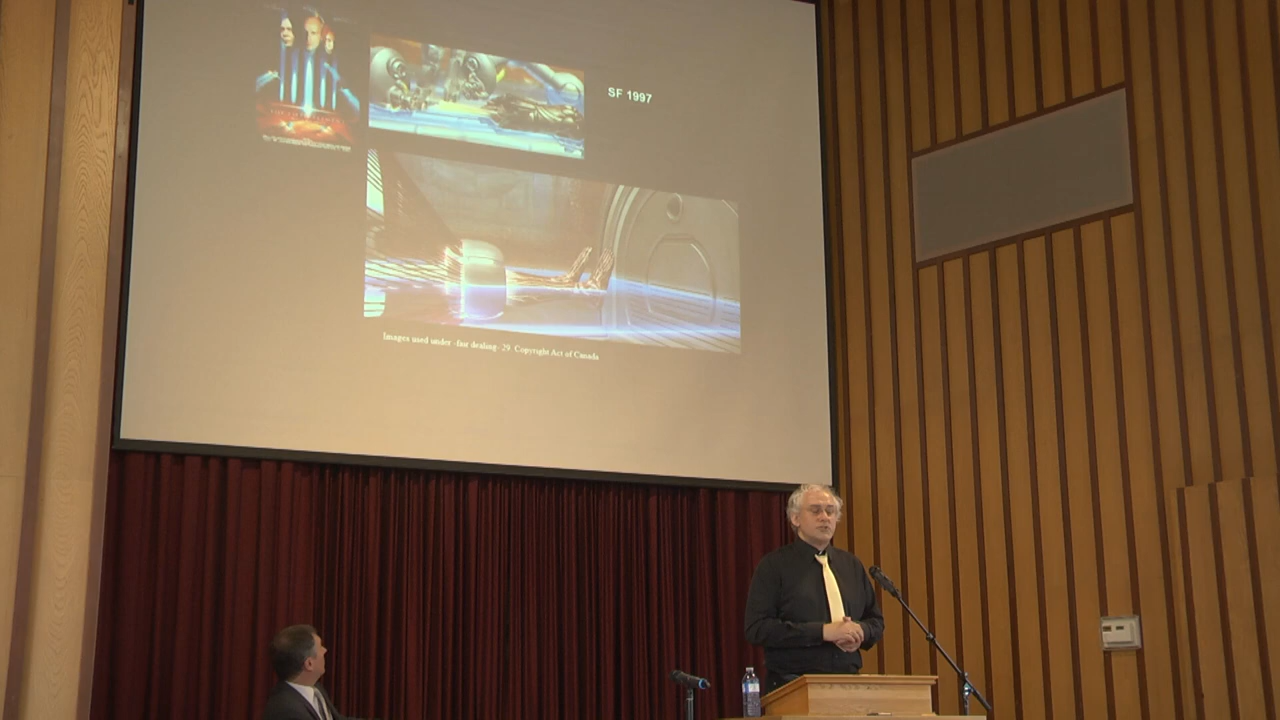 SF 1997
Images used under -fair dealing- 29. Copyright Act of Canada